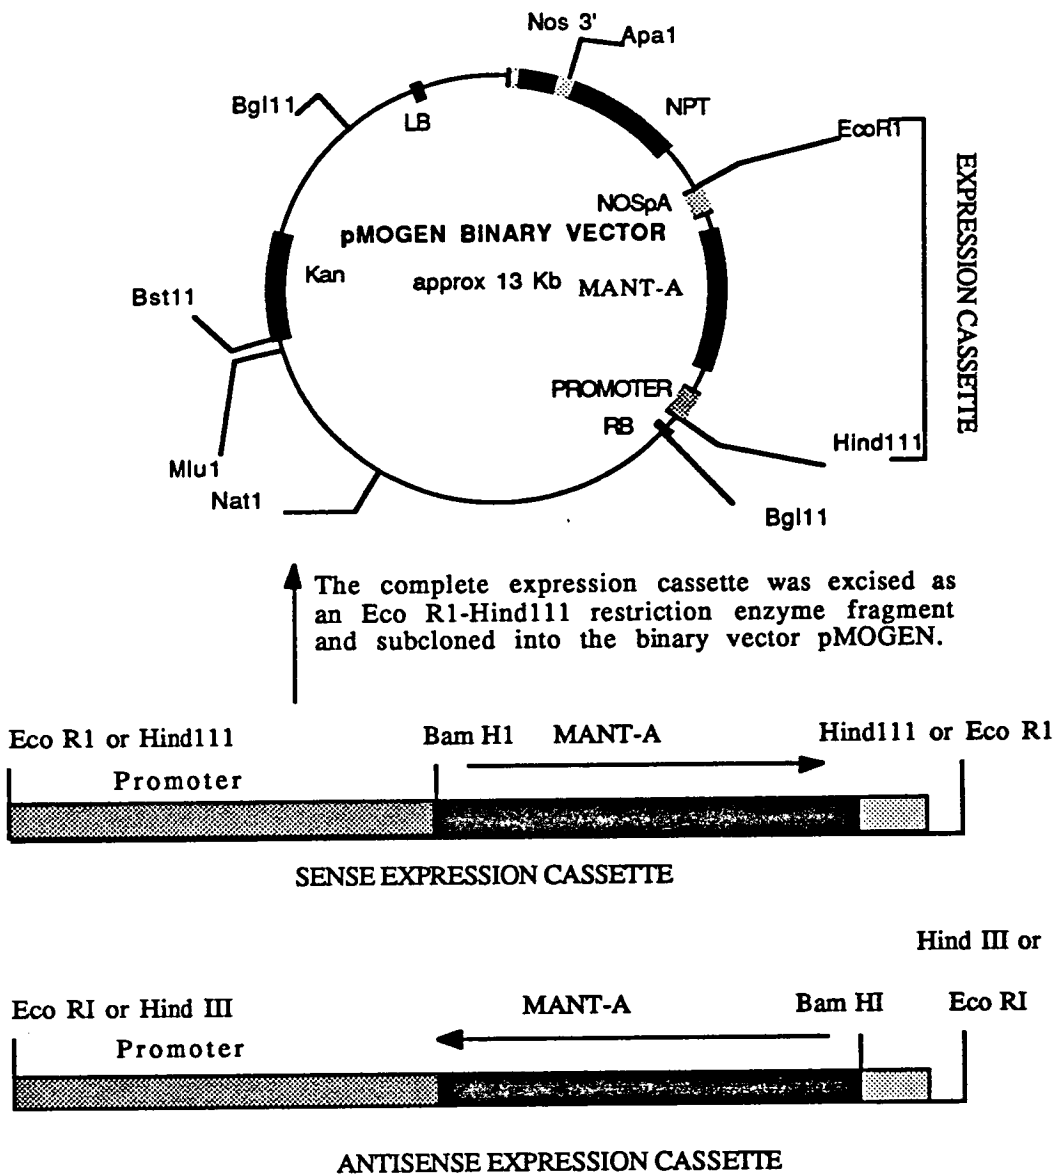 Nos 3'
Apa1
Bgl11
LB
NPT
EcoR1
NOSpA
pMOGEN BINARY VECTOR
Kan
approx 13 Kb
MANT-A
EXPRESSION CASSETTE
Bst11
PROMOTER
RB
Hind111
Mlu1
Nat1
Bgl11
The complete expression cassette was excised as
an Eco R1-Hind111 restriction enzyme fragment
and subcloned into the binary vector pMOGEN.
Eco R1 or Hind111
Bam H1
MANT-A
Hind111 or Eco R1
Promoter
SENSE EXPRESSION CASSETTE
Hind III or
Eco RI or Hind III
MANT-A
Bam HI
Eco RI
Promoter
ANTISENSE EXPRESSION CASSETTE